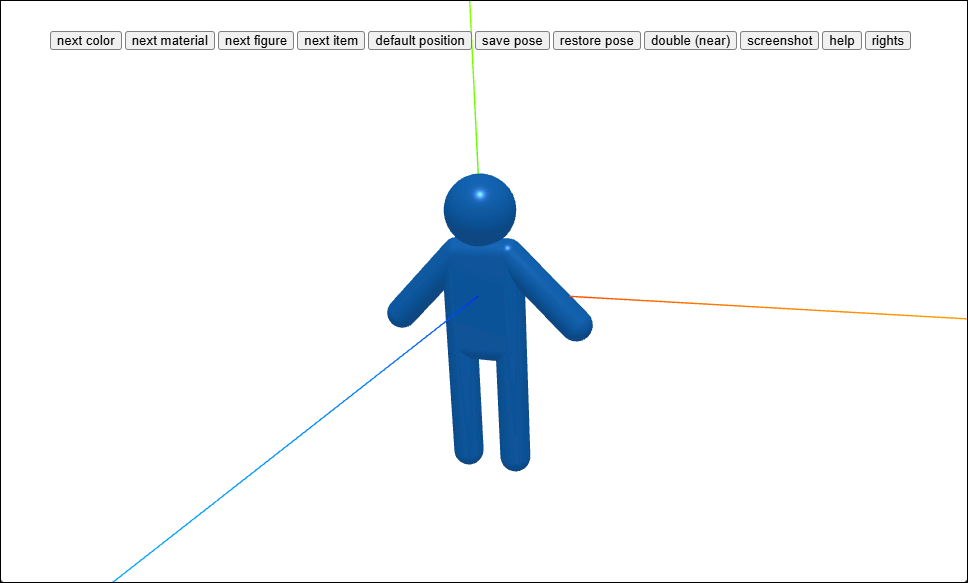 next color next material next figure next item default position save pose restore pose double (near) screenshot help rights